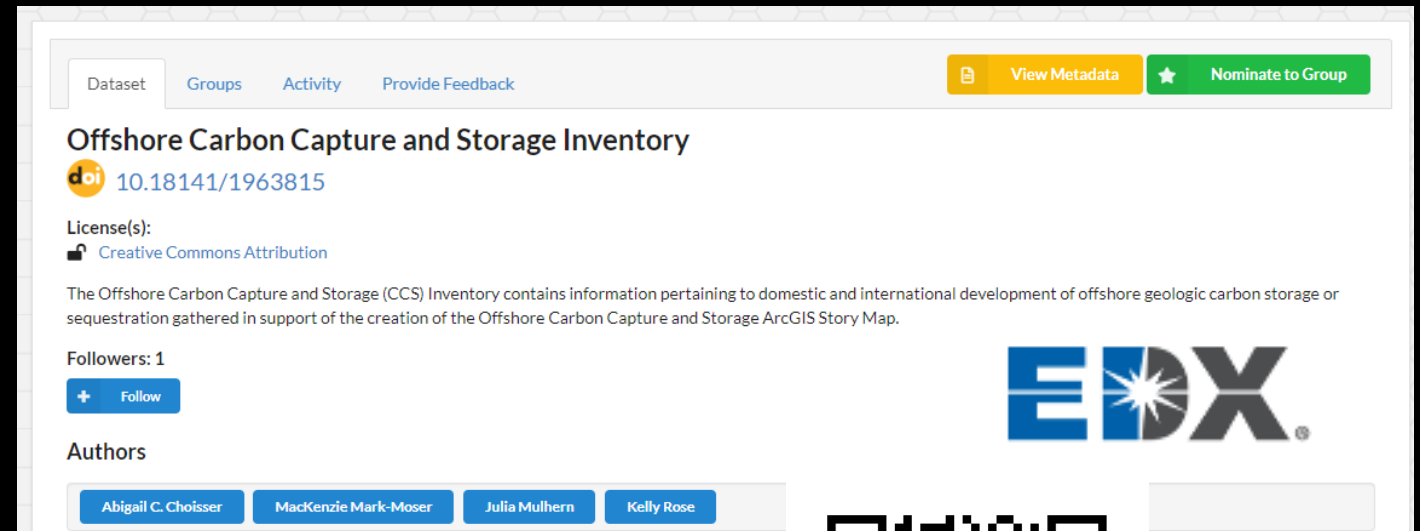 Dataset Groups Activity Provide Feedback View Metadata Nominate to Group
Offshore Carbon Capture and Storage Inventory
doi 10.18141/1963815
License(s):
Creative Commons Attribution
The Offshore Carbon Capture and Storage (CCS) Inventory contains information pertaining to domestic and international development of offshore geologic carbon storage or
sequestration gathered in support of the creation of the Offshore Carbon Capture and Storage ArcGIS Story Map.
Followers: 1
+ Follow
EDX®
Authors
Abigail C. Choisser MacKenzie Mark-Moser Julia Mulhern Kelly Rose